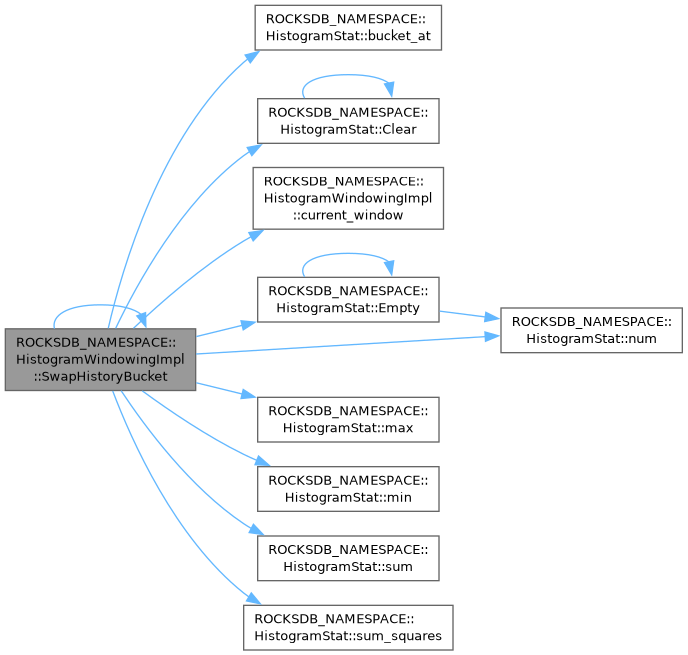 ROCKSDB_NAMESPACE::
HistogramStat::bucket_at
ROCKSDB_NAMESPACE::
HistogramStat::Clear
ROCKSDB_NAMESPACE::
HistogramWindowingImpl
::current_window
ROCKSDB_NAMESPACE::
HistogramStat::Empty
ROCKSDB_NAMESPACE::
HistogramStat::num
ROCKSDB_NAMESPACE::
HistogramWindowingImpl
::SwapHistoryBucket
ROCKSDB_NAMESPACE::
HistogramStat::max
ROCKSDB_NAMESPACE::
HistogramStat::min
ROCKSDB_NAMESPACE::
HistogramStat::sum
ROCKSDB_NAMESPACE::
HistogramStat::sum_squares